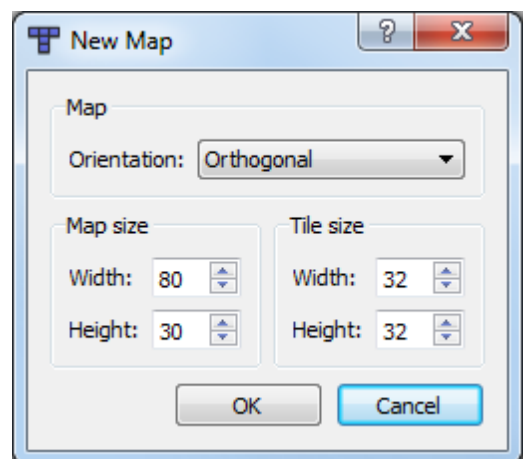 New Map
?
Map
Orientation: Orthogonal
Map size
Tile size
Width: 80
Width: 32
Height: 30
Height: 32
OK
Cancel